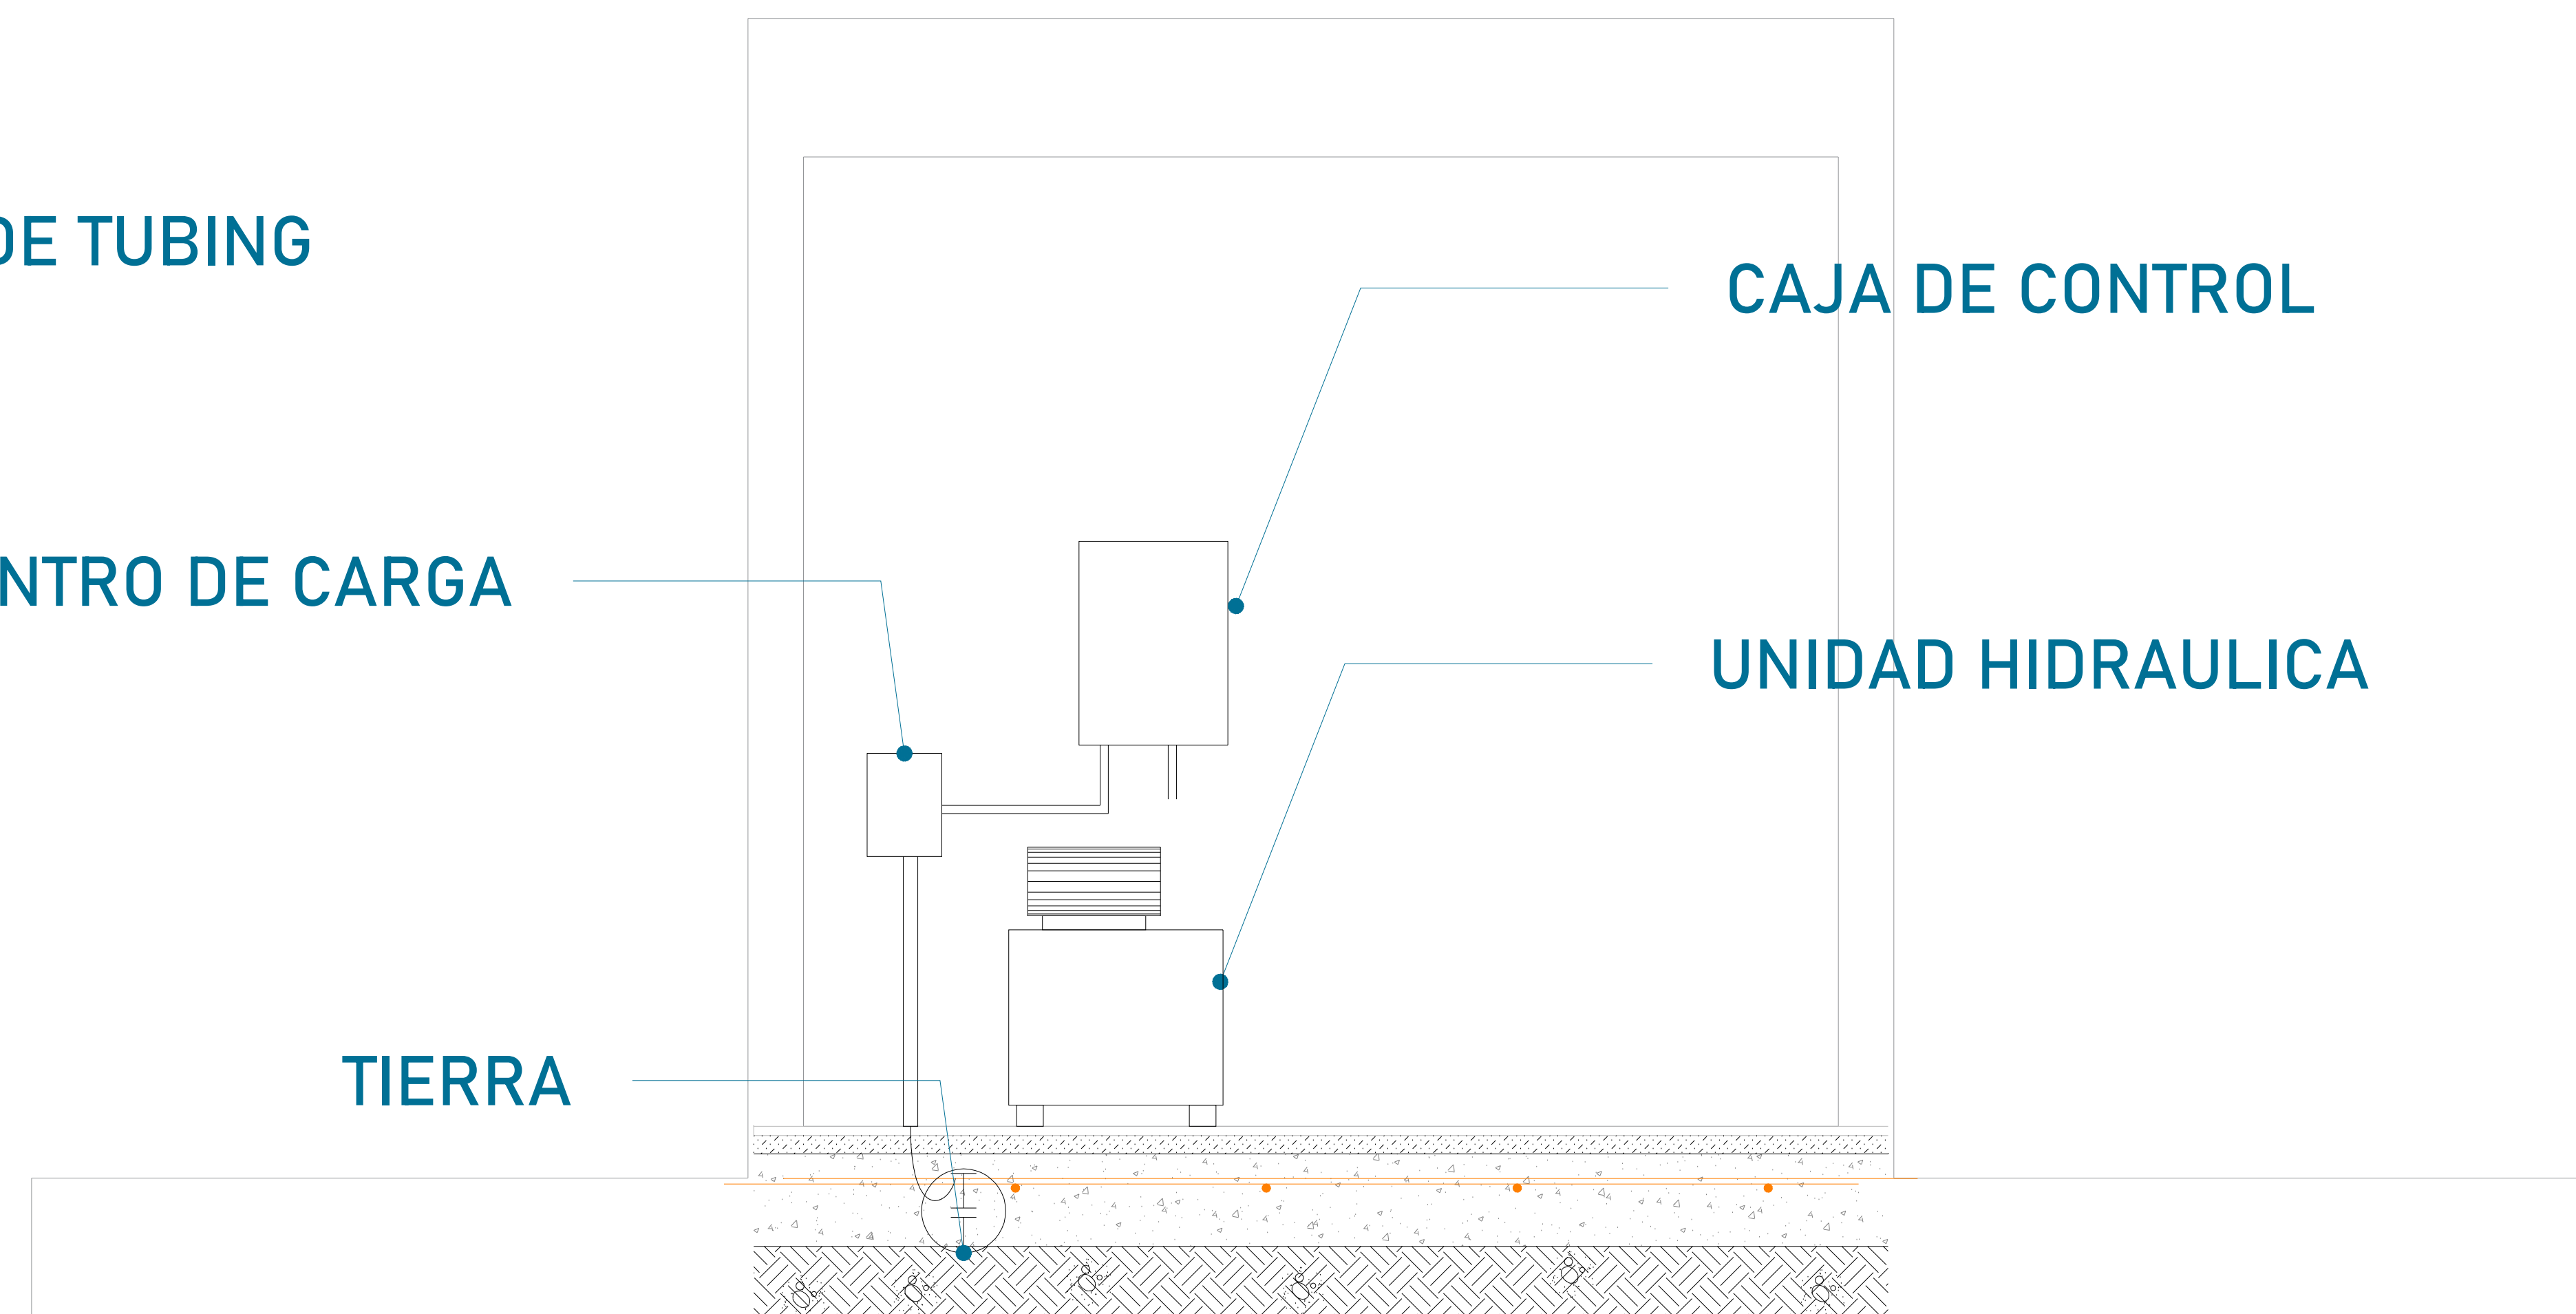 DE TUBING
CAJA DE CONTROL
NTRO DE CARGA
UNIDAD HIDRAULICA
TIERRA